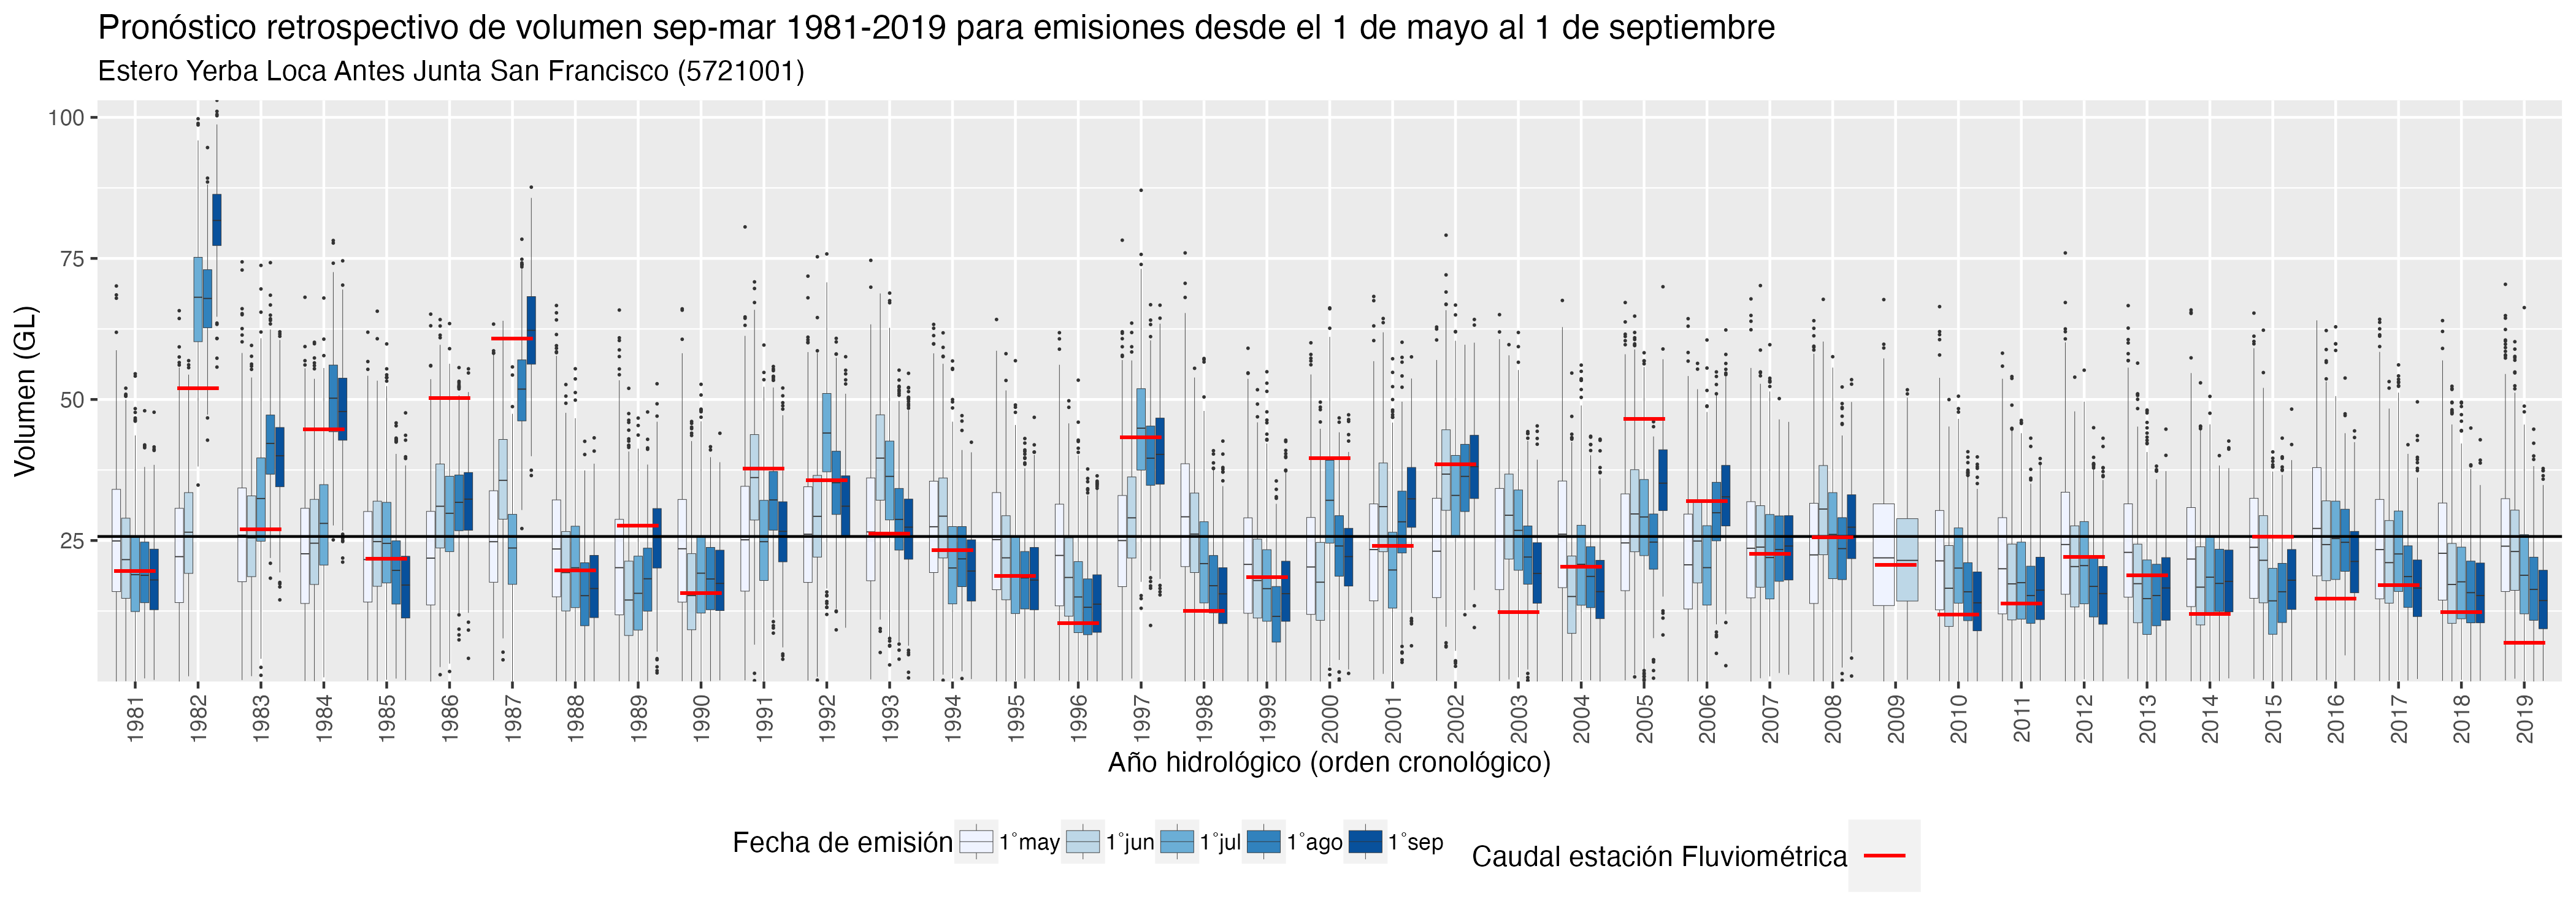 Pronóstico retrospectivo de volumen sep-mar 1981-2019 para emisiones desde el 1 de mayo al 1 de septiembre
Estero Yerba Loca Antes Junta San Francisco (5721001)
Volumen (GL)
100
75
50
25
1981 1982 1983 1984 1985 1986 1987 1988 1989 1990 1991 1992 1993 1994 1995 1996 1997 1998 1999 2000 2001 2002 2003 2004 2005 2006 2007 2008 2009 2010 2011 2012 2013 2014 2015 2016 2017 2018 2019
Año hidrológico (orden cronológico)
Fecha de emisión 1°may 1°jun 1°jul 1°ago 1°sep Caudal estación Fluviométrica